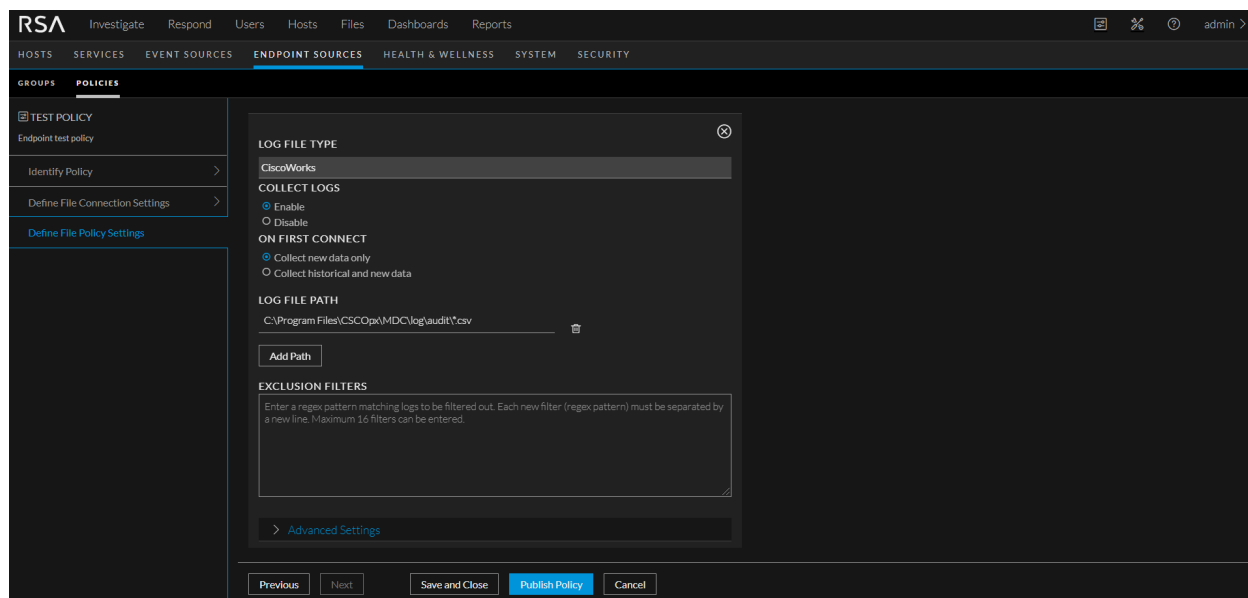 RSA Investigate Respond Users Hosts Files Dashboards Reports admin >
HOSTS SERVICES EVENT SOURCES ENDPOINT SOURCES HEALTH & WELLNESS SYSTEM SECURITY
GROUPS POLICIES
TEST POLICY
Endpoint test policy
Identify Policy
Define File Connection Settings
Define File Policy Settings
LOG FILE TYPE
CiscoWorks
COLLECT LOGS
Enable
Disable
ON FIRST CONNECT
Collect new data only
Collect historical and new data
LOG FILE PATH
C:\Program Files\CSCOpx\MDC\log\audit\*.csv
Add Path
EXCLUSION FILTERS
Enter a regex pattern matching logs to be filtered out. Each new filter (regex pattern) must be separated by
a new line. Maximum 16 filters can be entered.
Advanced Settings
Previous Next Save and Close Publish Policy Cancel